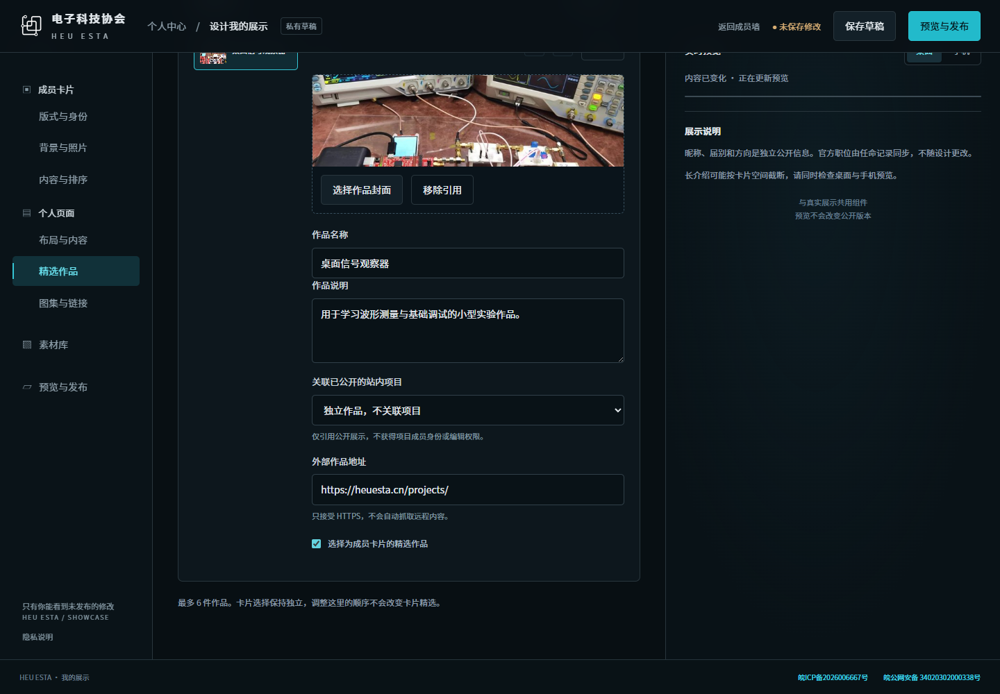 电子科技协会
HEU ESTA
个人中心 / 设计我的展示
私有草稿
返回成员墙
● 未保存修改
保存草稿
预览与发布
成员卡片
版式与身份
背景与照片
内容与排序
个人页面
布局与内容
精选作品
图集与链接
素材库
预览与发布
只有你能看到未发布的修改
HEU ESTA / SHOWCASE
隐私说明
选择作品封面
移除引用
作品名称
桌面信号观察器
作品说明
用于学习波形测量与基础调试的小型实验作品。
关联已公开的站内项目
独立作品，不关联项目
仅引用公开展示，不获得项目成员身份或编辑权限。
外部作品地址
https://heuesta.cn/projects/
只接受 HTTPS，不会自动抓取远程内容。
选择为成员卡片的精选作品
最多 6 件作品。卡片选择保持独立，调整这里的顺序不会改变卡片精选。
内容已变化 · 正在更新预览
展示说明
昵称、届别和方向是独立公开信息。官方职位由任命记录同步，不随设计更改。
长介绍可能按卡片空间截断，请同时检查桌面与手机预览。
与真实展示共用组件
预览不会改变公开版本
HEU ESTA · 我的展示
皖ICP备2026006667号
皖公网安备 34020302000338号